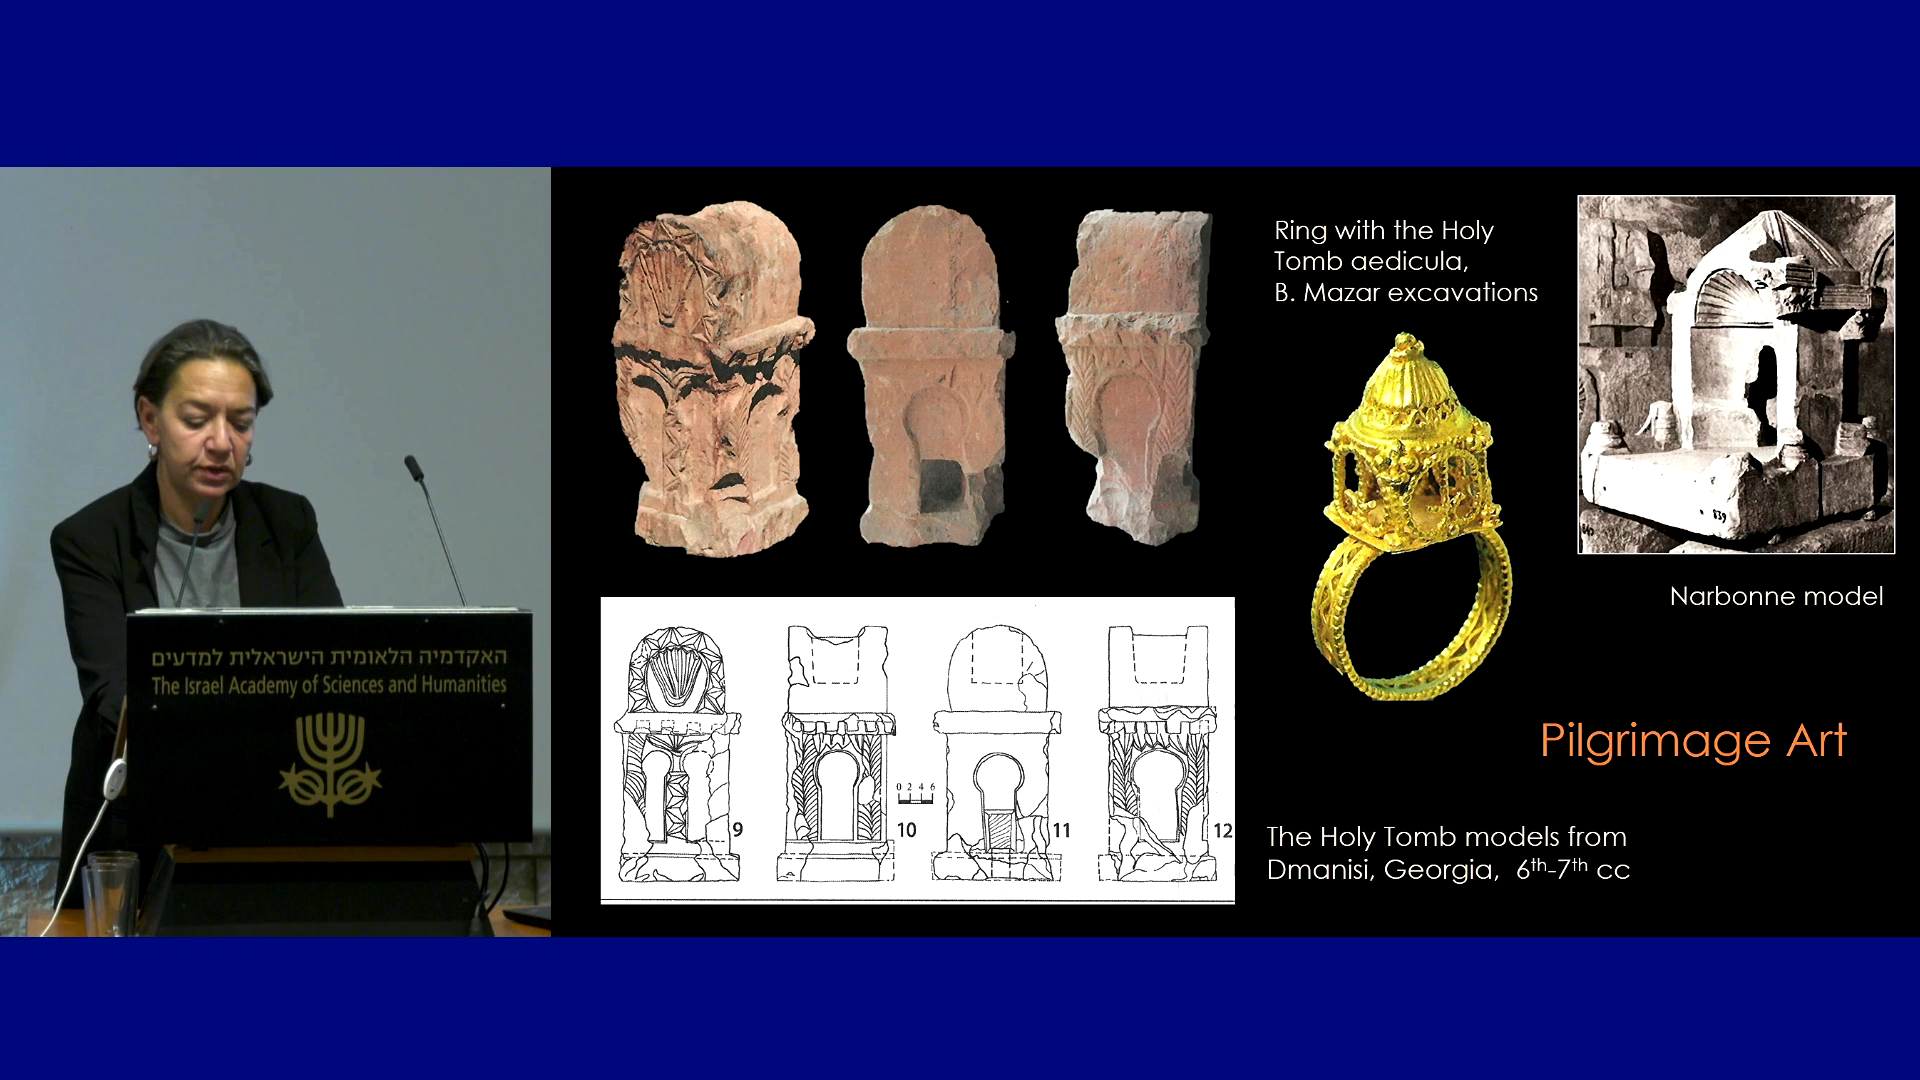 האקדמיה הלאומית הישראלית למדעים
The Israel Academy of Sciences and Humanities
Ring with the Holy
Tomb aedicula,
B. Mazar excavations
839
Narbonne model
Pilgrimage Art
0 2 4 6
9
10
11
12
The Holy Tomb models from
Dmanisi, Georgia, 6th-7th cc